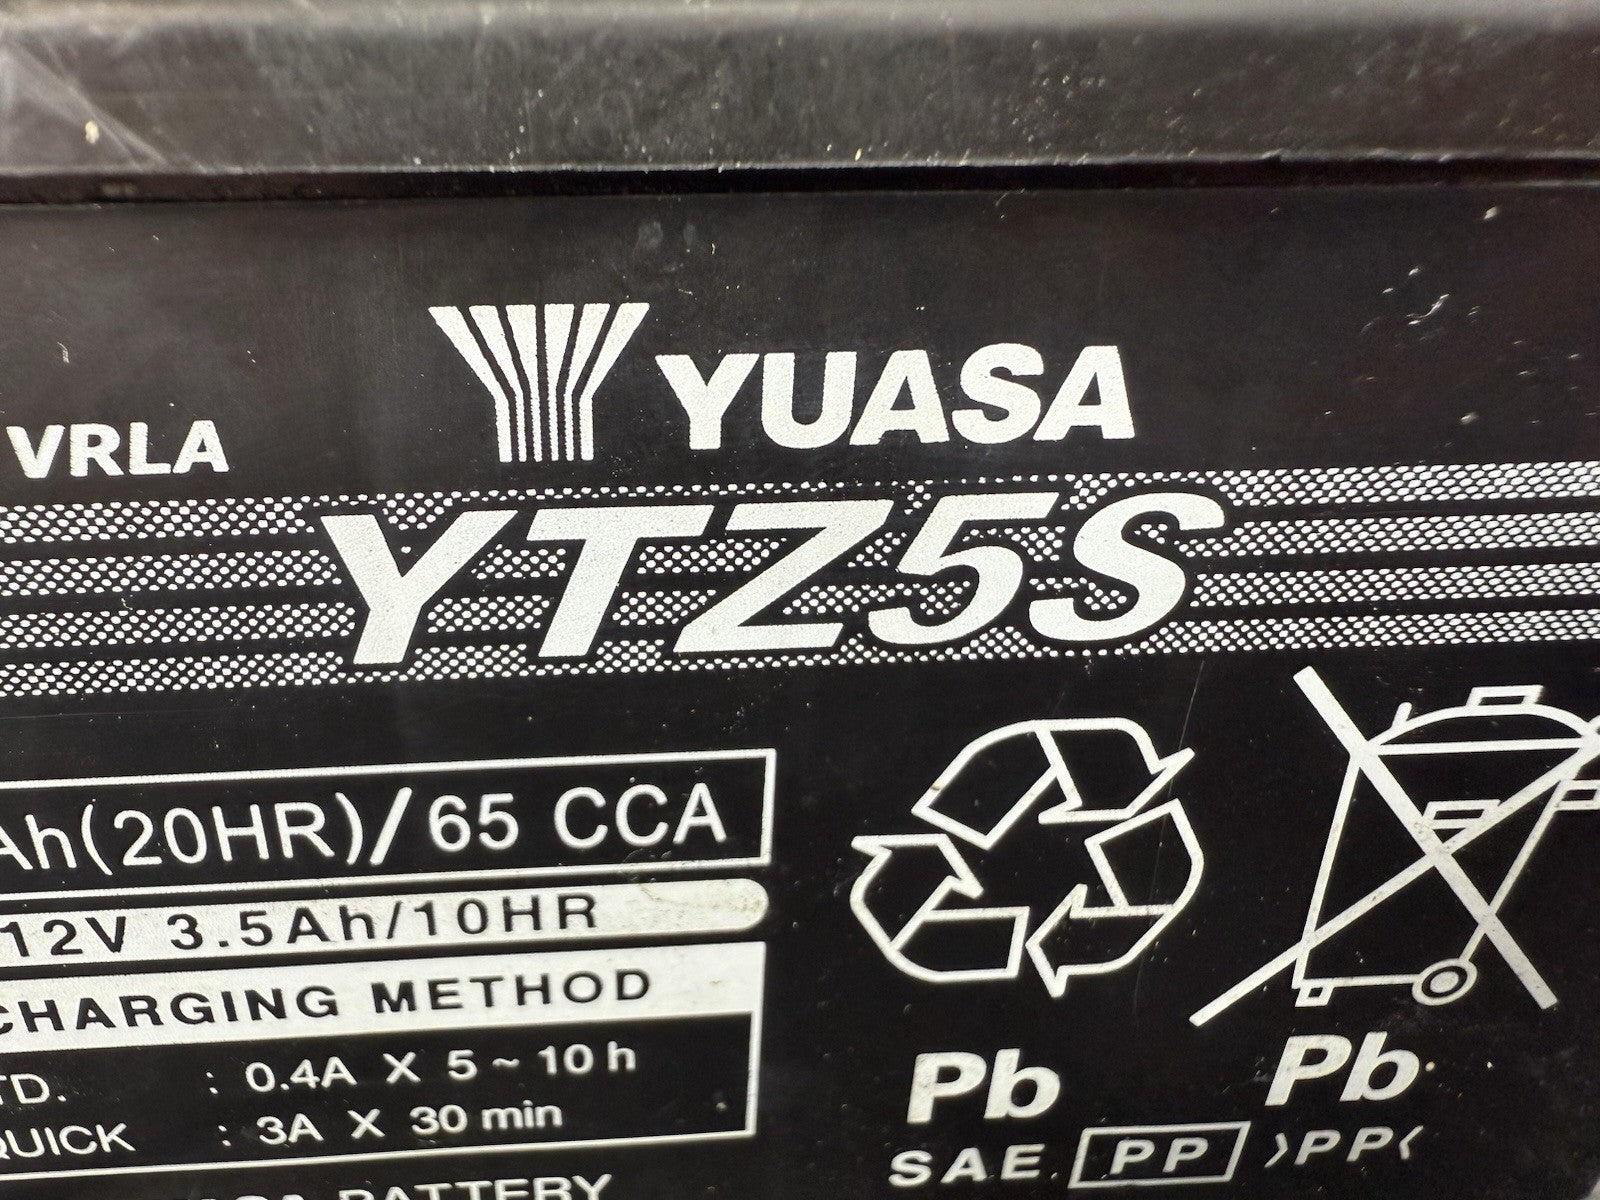 YUASA
VRLA
YTZ5S
Ah(20HR)/65 CCA
12V 3.5Ah/10HR
CHARGING METHOD
TD. : 0.4A X 5~10h
QUICK : 3A X 30 min
BATTERY
Pb Pb
SAE PP >PP<